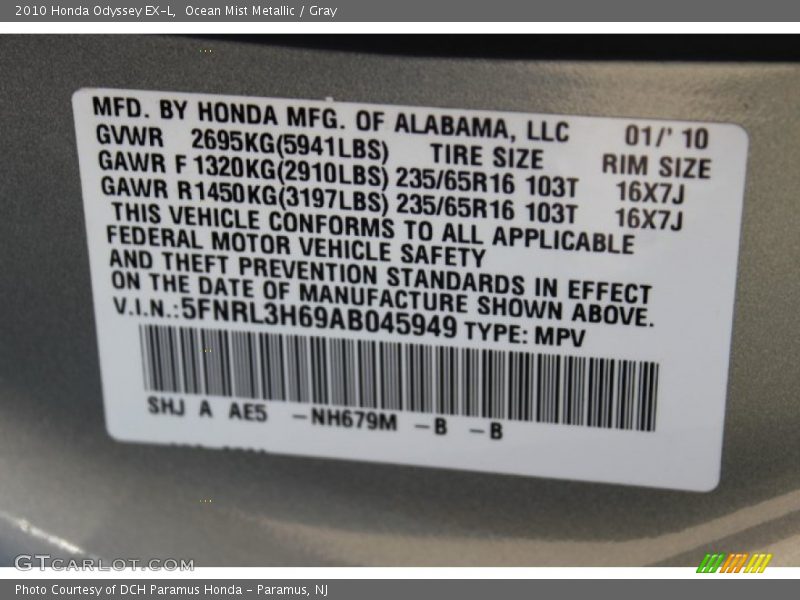 2010 Honda Odyssey EX-L,  Ocean Mist Metallic / Gray
MFD. BY HONDA MFG. OF ALABAMA, LLC 01/' 10
GVWR 2695KG(5941LBS) TIRE SIZE RIM SIZE
GAWR F 1320KG(2910LBS) 235/65R16 103T 16X7J
GAWR R 1450KG(3197LBS) 235/65R16 103T 16X7J
THIS VEHICLE CONFORMS TO ALL APPLICABLE
FEDERAL MOTOR VEHICLE SAFETY
AND THEFT PREVENTION STANDARDS IN EFFECT
ON THE DATE OF MANUFACTURE SHOWN ABOVE.
V.I.N.:5FNRL3H69AB045949 TYPE: MPV
SHJ A AE5 -NH679M -B -B
GTCARLOT.COM
Photo Courtesy of DCH Paramus Honda - Paramus, NJ